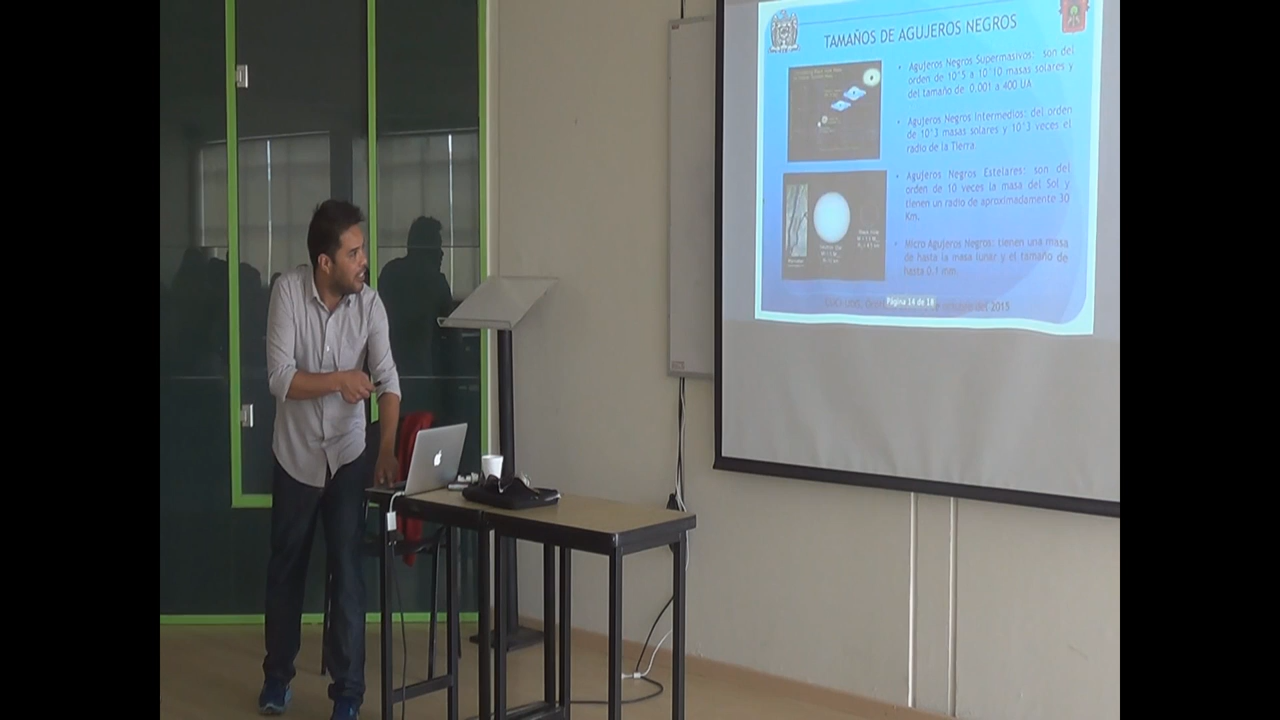 TAMAÑOS DE AGUJEROS NEGROS
• Agujeros Negros Supermasivos: son del
orden de 10^5 a 10^10 masas solares y
del tamaño de 0.001 a 400 UA
• Agujeros Negros Intermedios: del orden
de 10^3 masas solares y 10^3 veces el
radio de la Tierra.
• Agujeros Negros Estelares: son del
orden de 10 veces la masa del Sol y
tienen un radio de aproximadamente 30
Km.
• Micro Agujeros Negros: tienen una masa
de hasta la masa lunar y el tamaño de
hasta 0.1 mm.
Página 14 de 18
del 2015